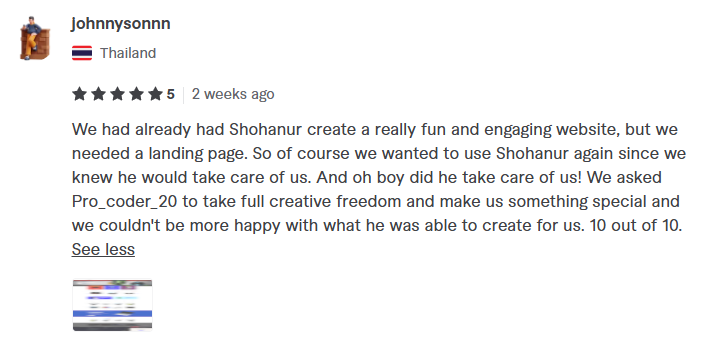 johnnysonnn
Thailand
5 2 weeks ago
We had already had Shohanur create a really fun and engaging website, but we
needed a landing page. So of course we wanted to use Shohanur again since we
knew he would take care of us. And oh boy did he take care of us! We asked
Pro_coder_20 to take full creative freedom and make us something special and
we couldn't be more happy with what he was able to create for us. 10 out of 10.
See less